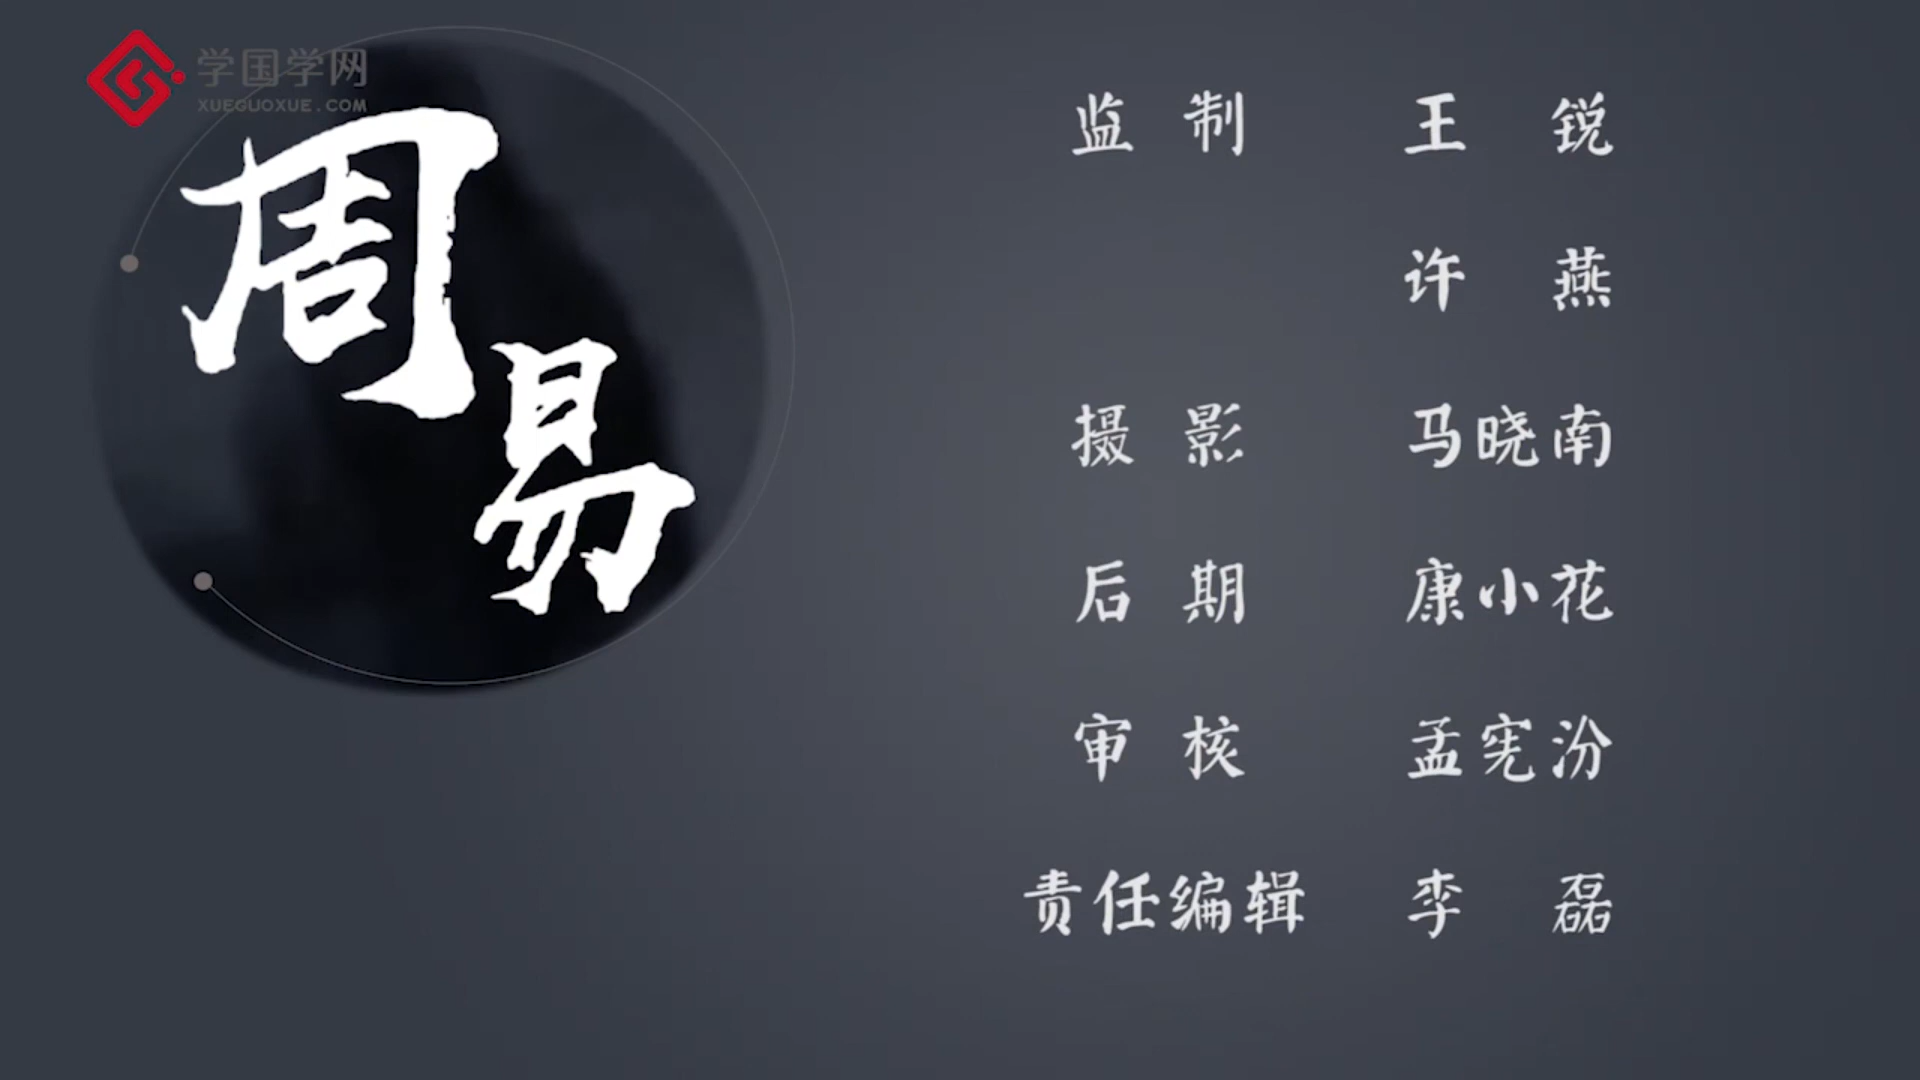 学国学网
XUEGUOXUE.COM
周易
监制 王锐
许燕
摄影 马晓南
后期 康小花
审核 孟宪汾
责任编辑 李磊